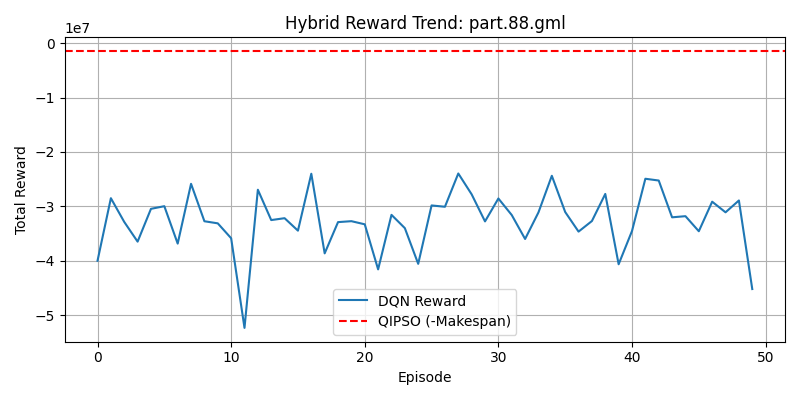 Hybrid Reward Trend: part.88.gml
1e7
0
−1
−2
−3
−4
−5
Total Reward
DQN Reward
QIPSO (-Makespan)
0 10 20 30 40 50
Episode